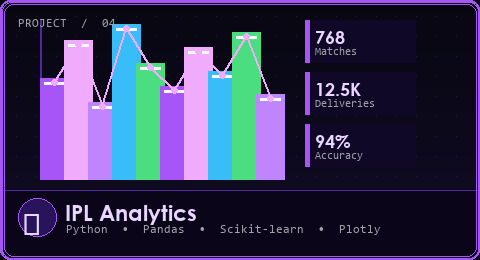 PROJECT / 04
768
Matches
12.5K
Deliveries
94%
Accuracy
IPL Analytics
Python • Pandas • Scikit-learn • Plotly